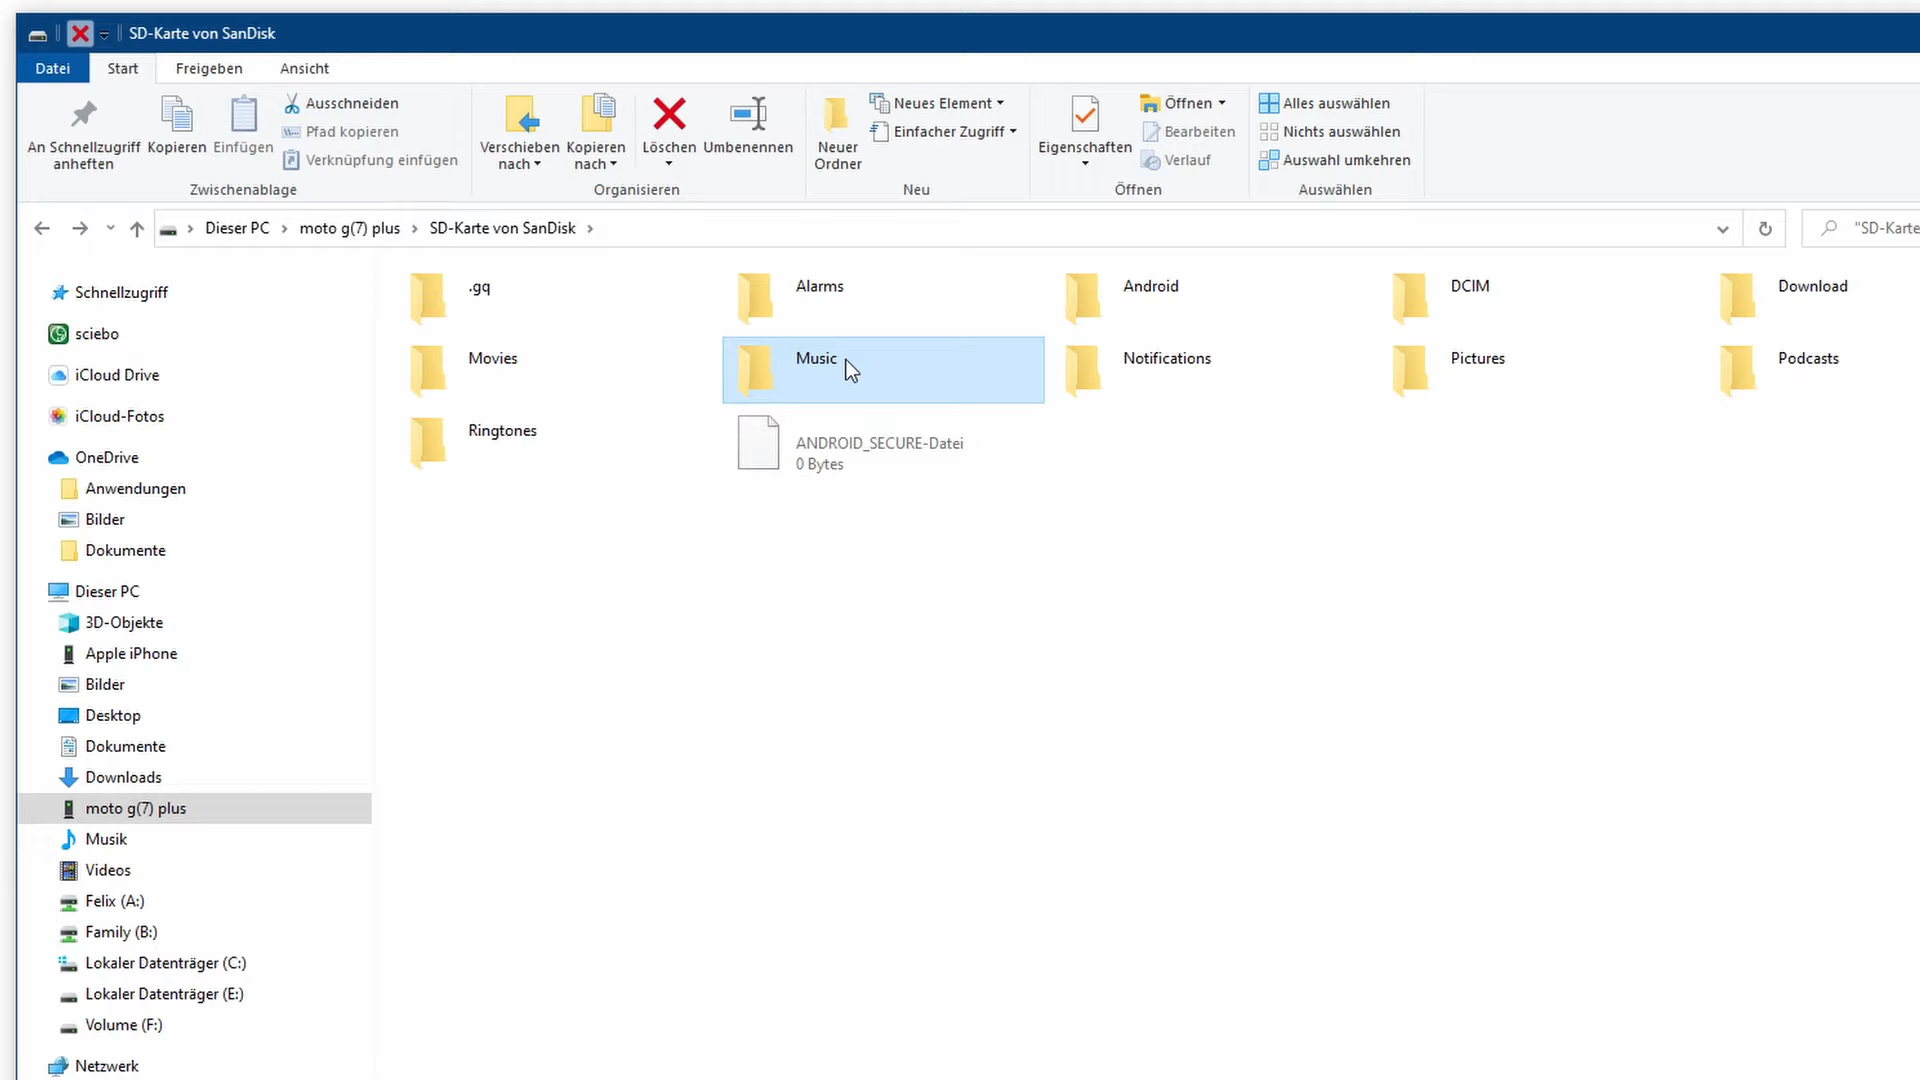 SD-Karte von SanDisk
Datei Start Freigeben Ansicht
An Schnellzugriff anheften
Kopieren
Einfügen
Ausschneiden
Pfad kopieren
Verknüpfung einfügen
Zwischenablage
Verschieben nach
Kopieren nach
Löschen
Umbenennen
Organisieren
Neuer Ordner
Neues Element
Einfacher Zugriff
Neu
Eigenschaften
Öffnen
Bearbeiten
Verlauf
Öffnen
Alles auswählen
Nichts auswählen
Auswahl umkehren
Auswählen
Dieser PC > moto g(7) plus > SD-Karte von SanDisk >
"SD-Karte
Schnellzugriff
sciebo
iCloud Drive
iCloud-Fotos
OneDrive
Anwendungen
Bilder
Dokumente
Dieser PC
3D-Objekte
Apple iPhone
Bilder
Desktop
Dokumente
Downloads
moto g(7) plus
Musik
Videos
Felix (A:)
Family (B:)
Lokaler Datenträger (C:)
Lokaler Datenträger (E:)
Volume (F:)
Netzwerk
.gq
Alarms
Android
DCIM
Download
Movies
Music
Notifications
Pictures
Podcasts
Ringtones
ANDROID_SECURE-Datei
0 Bytes